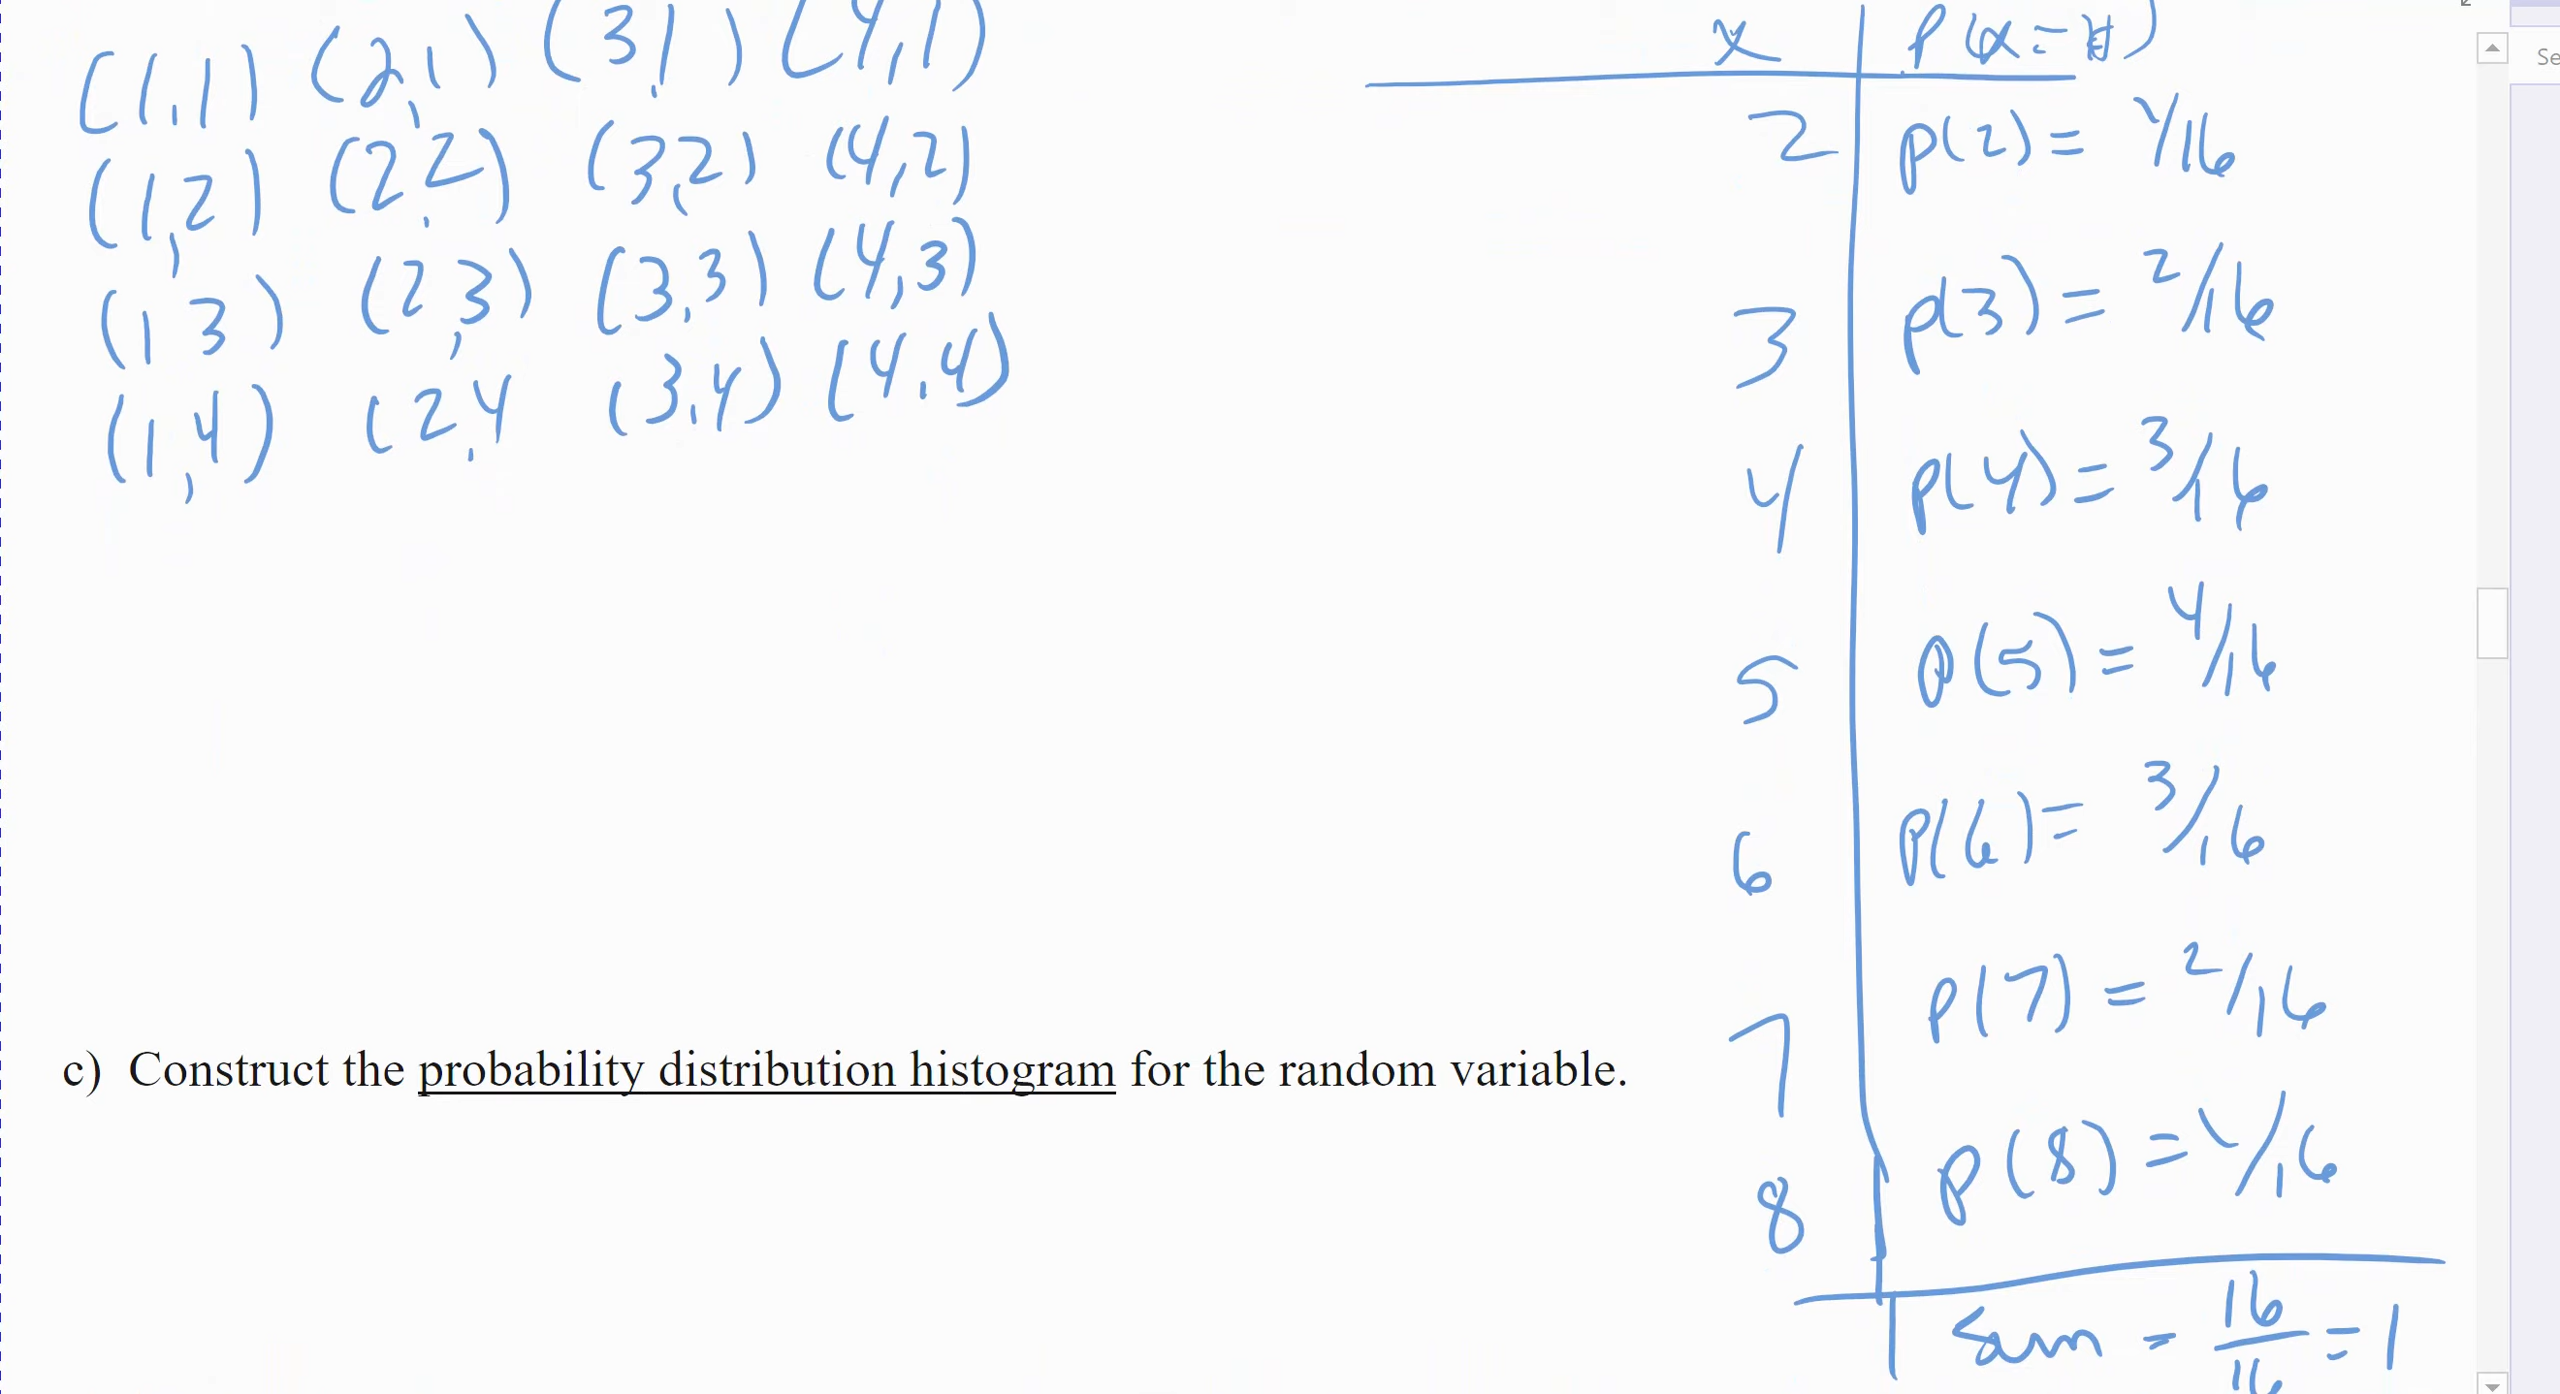 (1,1) (2,1) (3,1) (4,1)
(1,2) (2,2) (3,2) (4,2)
(1 3) (2,3) (3,3) (4,3)
(1,4) (2,4 (3,4) (4,4)
x P(x=#)
2 P(2) = 1/16
3 p(3) = 2/16
4 p(4) = 3/16
5 P(5) = 4/16
6 P(6) = 3/16
7 P(7) = 2/16
8 P(8) = 1/16
Sum = 16/16 = 1
c) Construct the probability distribution histogram for the random variable.
Se